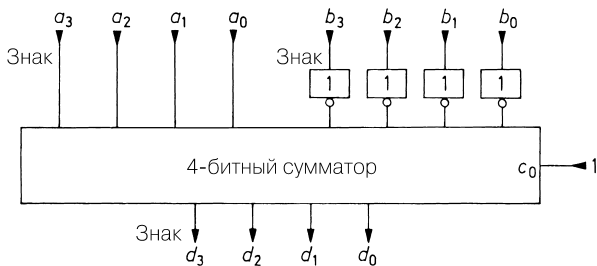 a₃ a₂ a₁ a₀ b₃ b₂ b₁ b₀
Знак Знак
1 1 1 1
4-битный сумматор c₀ 1
Знак
d₃ d₂ d₁ d₀